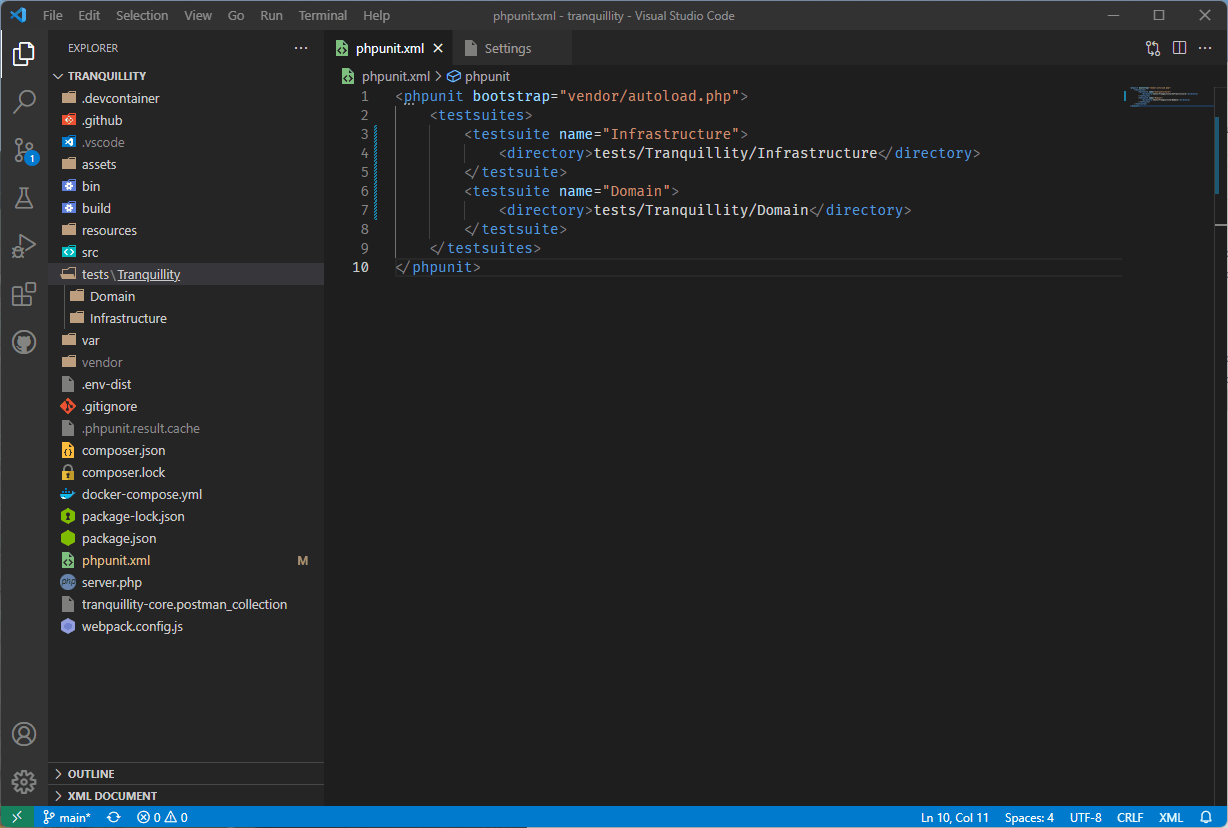 File Edit Selection View Go Run Terminal Help
phpunit.xml - tranquillity - Visual Studio Code
EXPLORER
TRANQUILLITY
.devcontainer
.github
.vscode
assets
bin
build
resources
src
tests\Tranquillity
Domain
Infrastructure
var
vendor
.env-dist
.gitignore
.phpunit.result.cache
composer.json
composer.lock
docker-compose.yml
package-lock.json
package.json
phpunit.xml M
server.php
tranquillity-core.postman_collection
webpack.config.js
OUTLINE
XML DOCUMENT
1
php
phpunit.xml Settings
phpunit.xml > phpunit
1 <phpunit bootstrap="vendor/autoload.php">
2 <testsuites>
3 <testsuite name="Infrastructure">
4 <directory>tests/Tranquillity/Infrastructure</directory>
5 </testsuite>
6 <testsuite name="Domain">
7 <directory>tests/Tranquillity/Domain</directory>
8 </testsuite>
9 </testsuites>
10 </phpunit>
main* 0 0 Ln 10, Col 11 Spaces: 4 UTF-8 CRLF XML